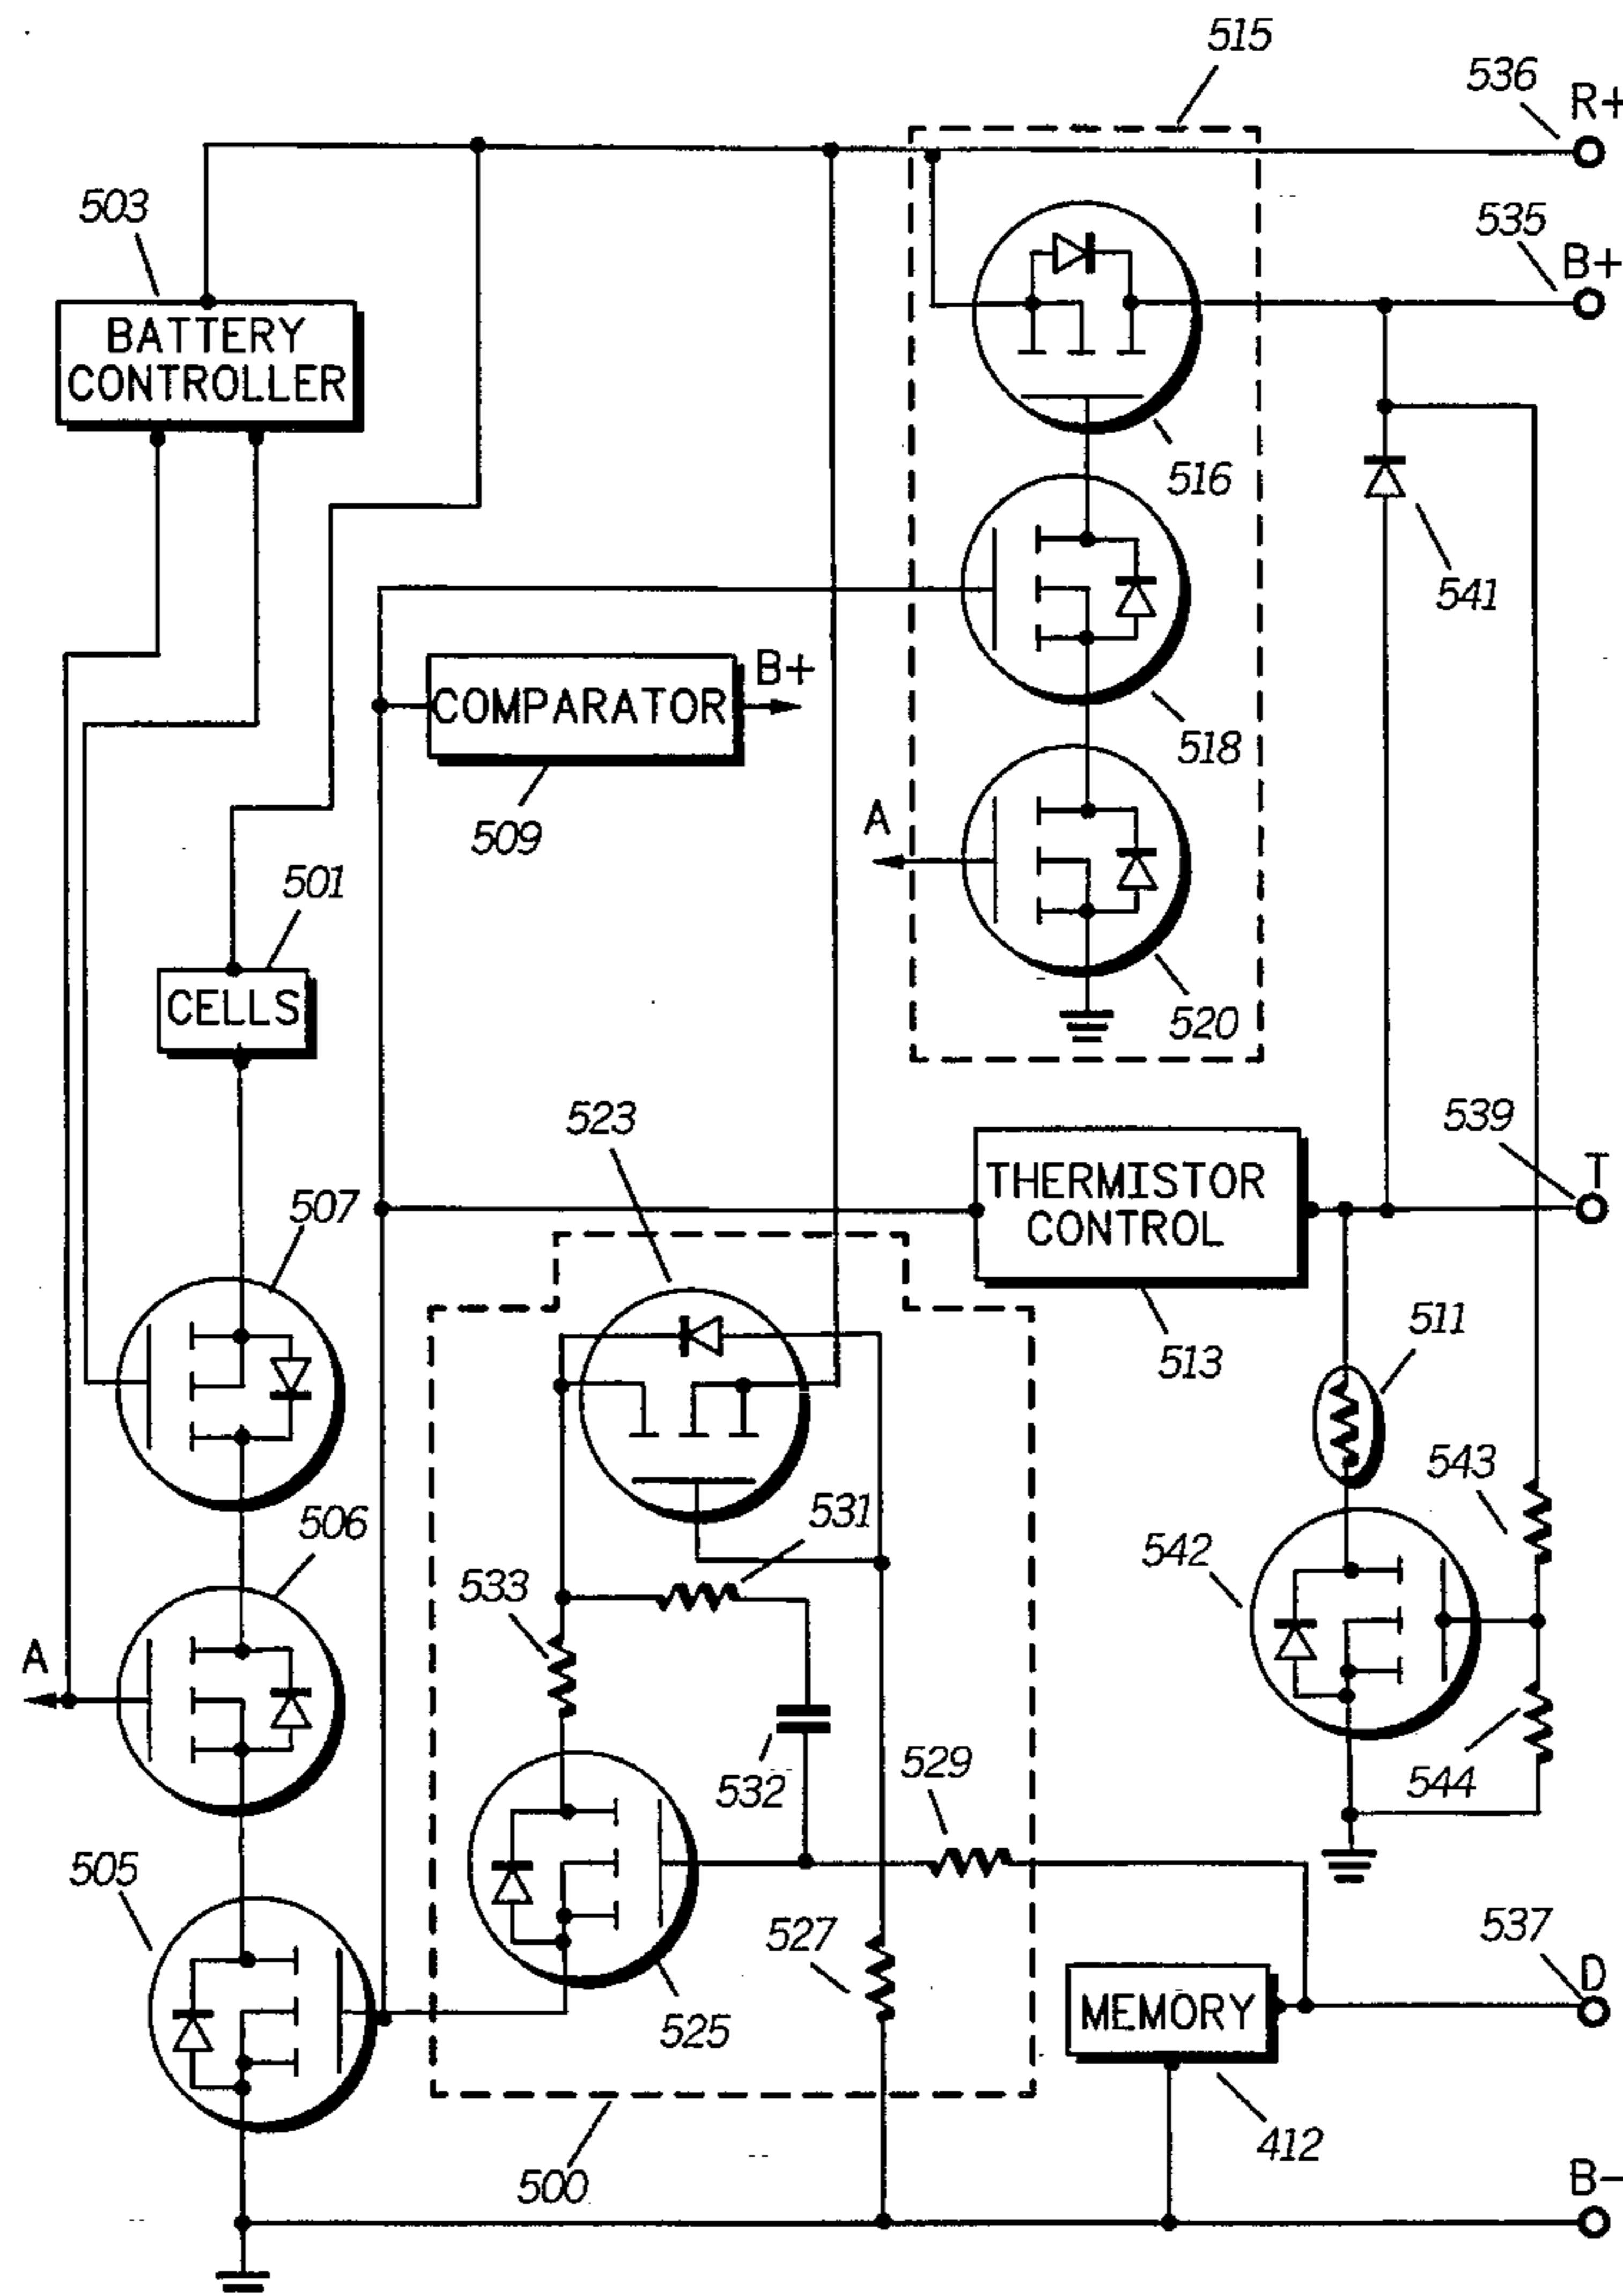 515
536
R+
503
535
B+
BATTERY
CONTROLLER
516
541
COMPARATOR
B+
518
509
A
501
CELLS
520
523
539
T
THERMISTOR
CONTROL
507
513
511
543
506
531
542
533
A
532
529
544
505
527
537
D
MEMORY
525
412
500
B-